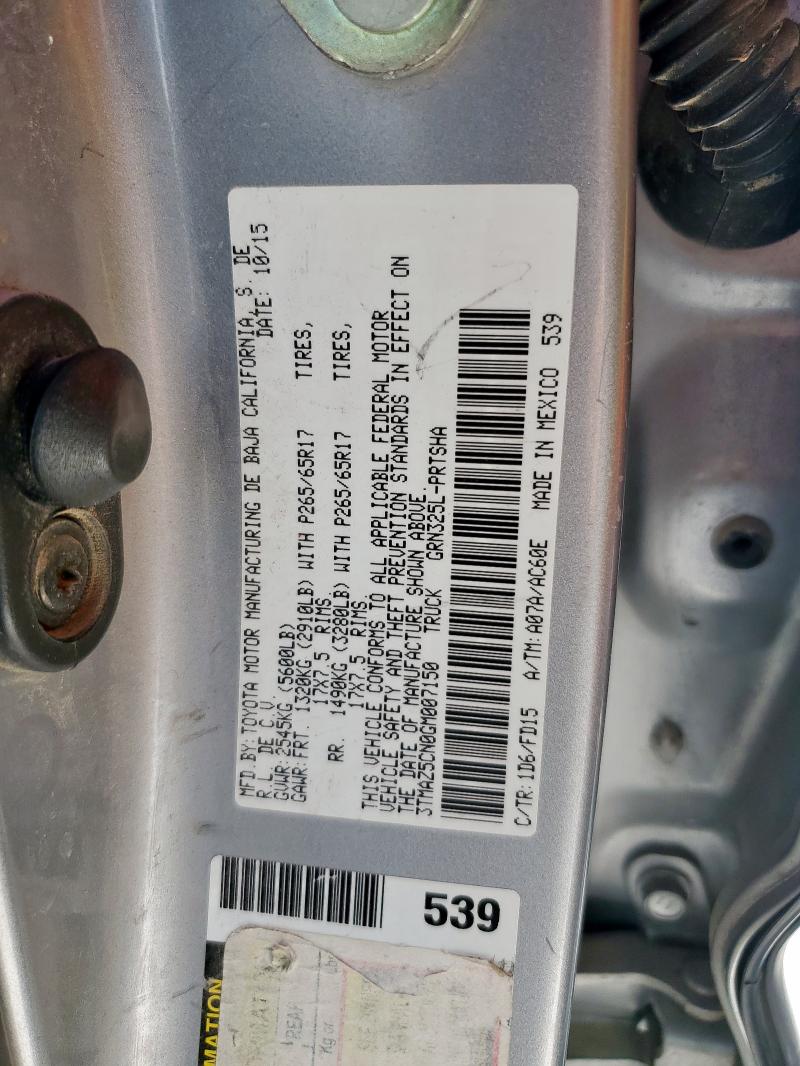 MFD.BY:TOYOTA MOTOR MANUFACTURING DE BAJA CALIFORNIA, S. DE
R.L. DE C.V. DATE: 10/15
GVWR:2545KG (5600LB)
GAWR:FRT. 1320KG (2910LB) WITH P265/65R17 TIRES,
17X7.5 RIMS.
RR. 1490KG (3280LB) WITH P265/65R17 TIRES,
17X7.5 RIMS.
THIS VEHICLE CONFORMS TO ALL APPLICABLE FEDERAL MOTOR
VEHICLE SAFETY AND THEFT PREVENTION STANDARDS IN EFFECT ON
THE DATE OF MANUFACTURE SHOWN ABOVE.
3TMAZ5CN0GM007150 TRUCK GRN325L-PRTSHA
C/TR:1D6/FD15 A/TM:A07A/AC60E MADE IN MEXICO 539
539
REAR
Kg or